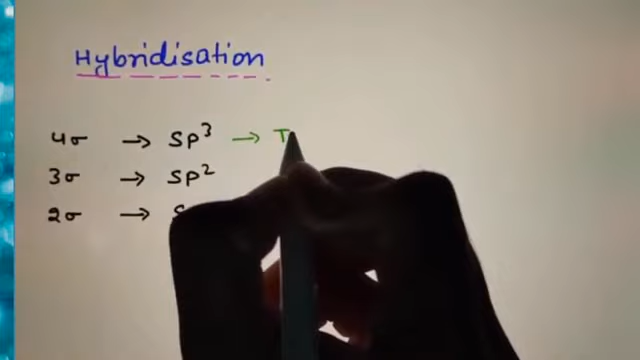 Hybridisation
4σ → SP³ → T
3σ → SP²
2σ → S